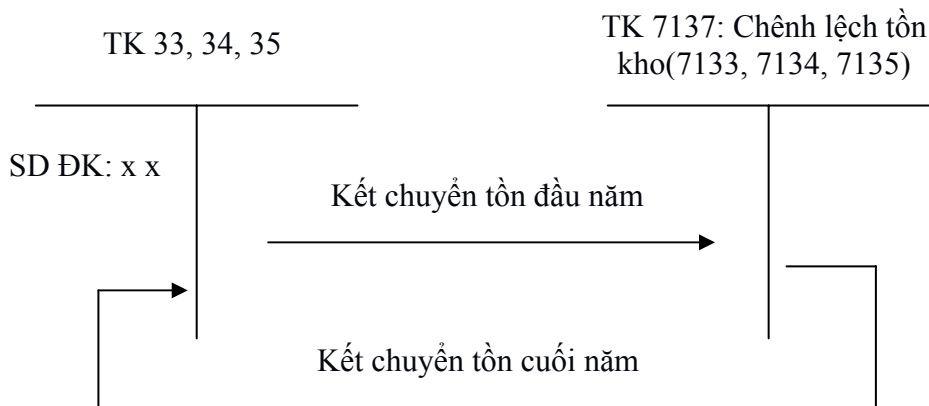 TK 33, 34, 35
TK 7137: Chênh lệch tồn
kho(7133, 7134, 7135)
SD ĐK: x x
Kết chuyển tồn đầu năm
Kết chuyển tồn cuối năm